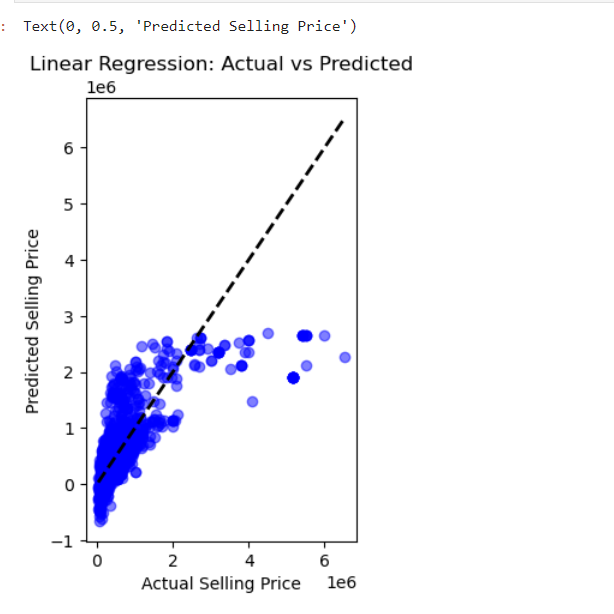 : Text(0, 0.5, 'Predicted Selling Price')
Linear Regression: Actual vs Predicted
1e6
6
5
4
3
2
1
0
−1
Predicted Selling Price
0 2 4 6
Actual Selling Price 1e6